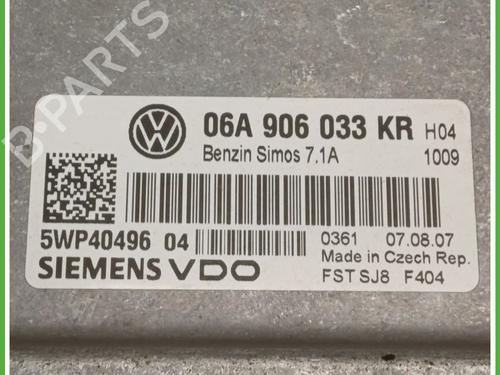 B-PARTS
06A 906 033 KR H04
Benzin Simos 7.1A 1009
5WP40496 04
0361 07.08.07
Made in Czech Rep.
SIEMENS VDO
FST SJ8 F404